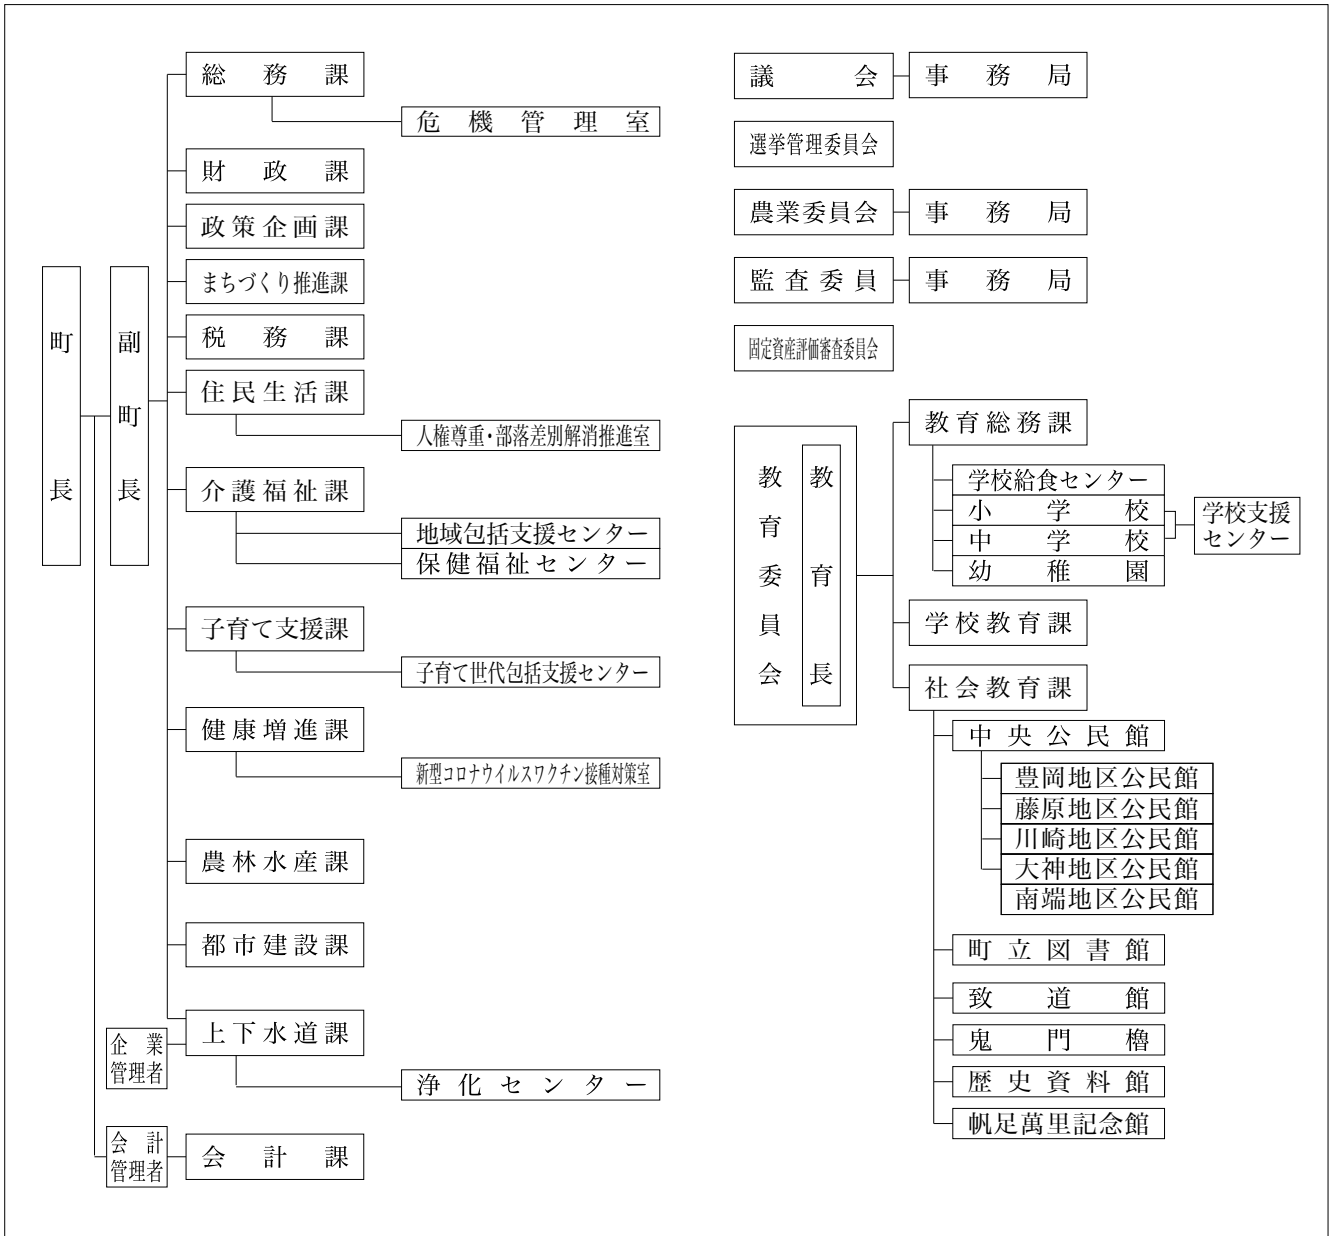 町長
副町長
総務課
危機管理室
財政課
政策企画課
まちづくり推進課
税務課
住民生活課
人権尊重・部落差別解消推進室
介護福祉課
地域包括支援センター
保健福祉センター
子育て支援課
子育て世代包括支援センター
健康増進課
新型コロナウイルスワクチン接種対策室
農林水産課
都市建設課
企業
管理者
上下水道課
浄化センター
会計
管理者
会計課
議会
事務局
選挙管理委員会
農業委員会
事務局
監査委員
事務局
固定資産評価審査委員会
教育委員会
教育長
教育総務課
学校給食センター
小学校
中学校
幼稚園
学校支援
センター
学校教育課
社会教育課
中央公民館
豊岡地区公民館
藤原地区公民館
川崎地区公民館
大神地区公民館
南端地区公民館
町立図書館
致道館
鬼門櫓
歴史資料館
帆足萬里記念館